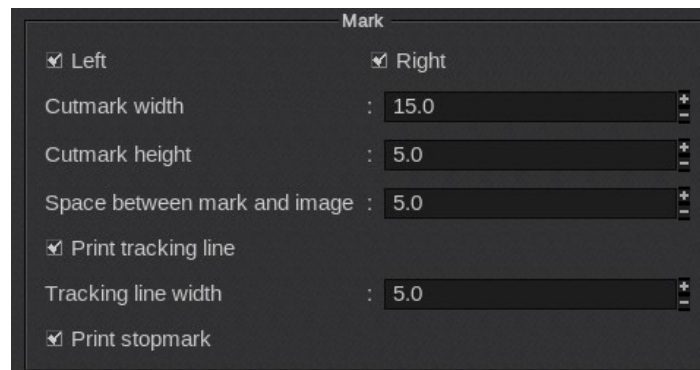 Mark
Left Right
Cutmark width : 15.0
Cutmark height : 5.0
Space between mark and image : 5.0
Print tracking line
Tracking line width : 5.0
Print stopmark